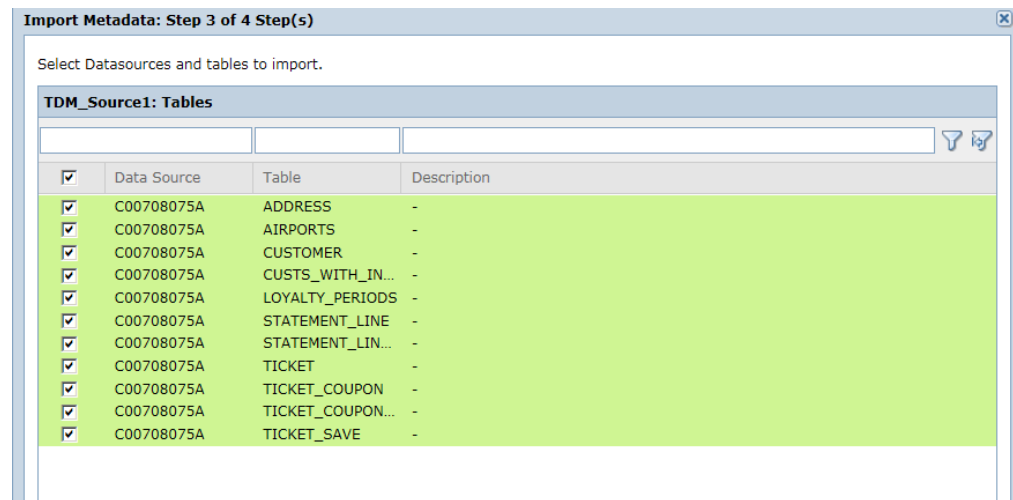 Import Metadata: Step 3 of 4 Step(s)
Select Datasources and tables to import.
TDM_Source1: Tables
Data Source Table Description
C00708075A ADDRESS -
C00708075A AIRPORTS -
C00708075A CUSTOMER -
C00708075A CUSTS_WITH_IN... -
C00708075A LOYALTY_PERIODS -
C00708075A STATEMENT_LINE -
C00708075A STATEMENT_LIN... -
C00708075A TICKET -
C00708075A TICKET_COUPON -
C00708075A TICKET_COUPON... -
C00708075A TICKET_SAVE -